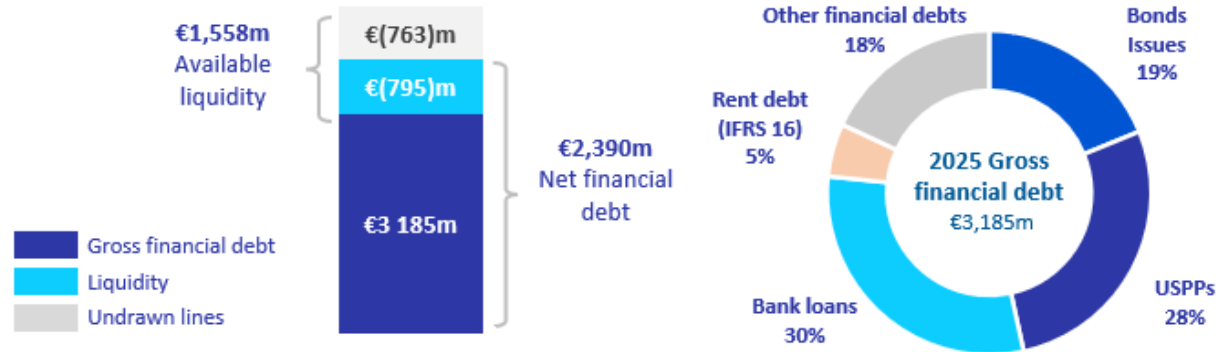 €1,558m
Available
liquidity
€(763)m
€(795)m
€3 185m
€2,390m
Net financial
debt
Gross financial debt
Liquidity
Undrawn lines
Other financial debts
18%
Bonds
Issues
19%
Rent debt
(IFRS 16)
5%
2025 Gross
financial debt
€3,185m
Bank loans
30%
USPPs
28%